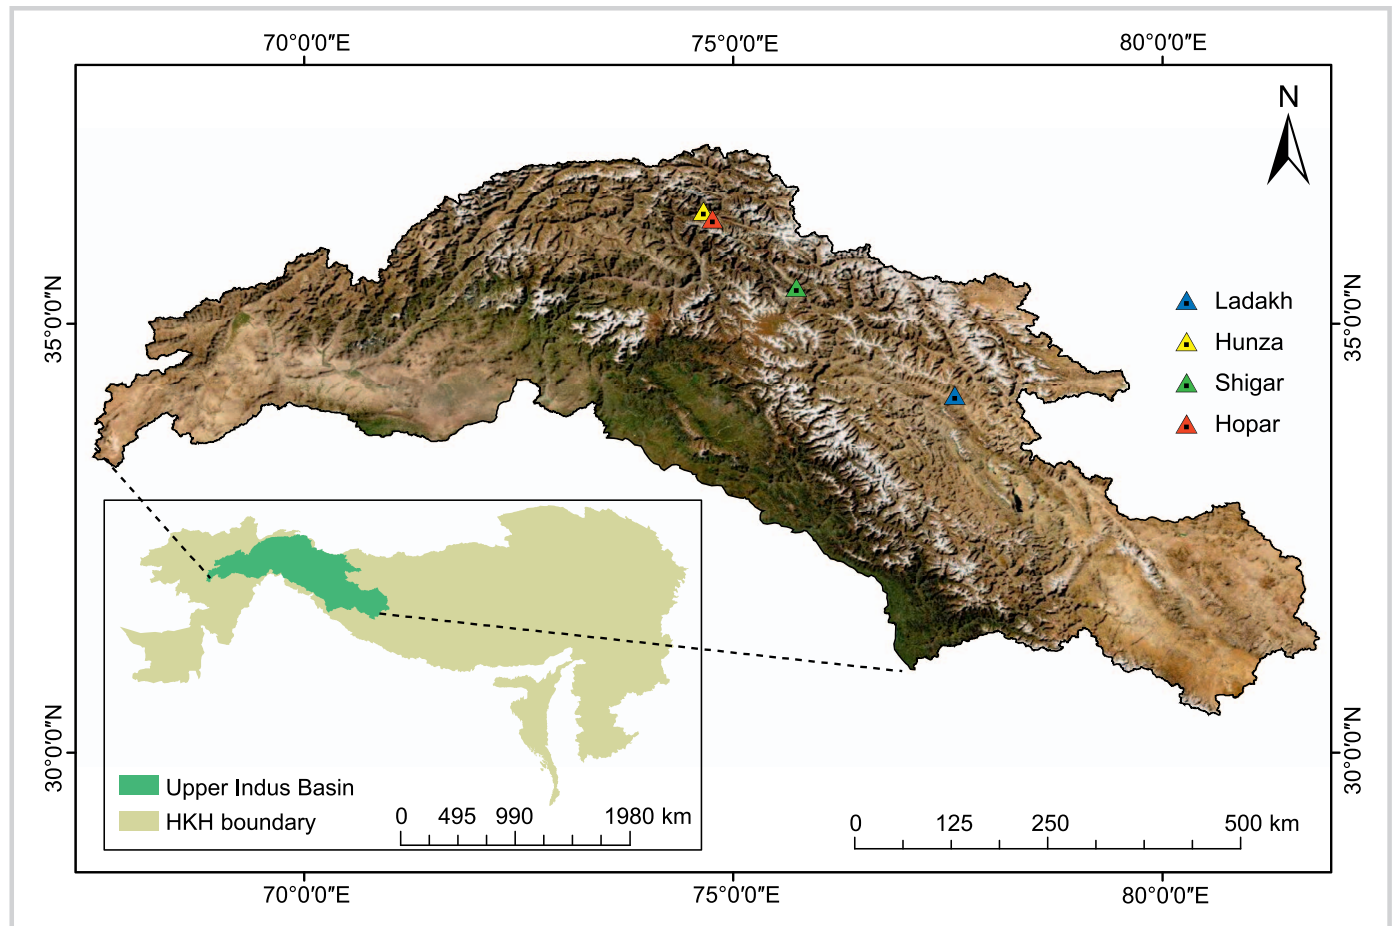 70°0′0″E 75°0′0″E 80°0′0″E
N
35°0′0″N
35°0′0″N
Ladakh
Hunza
Shigar
Hopar
30°0′0″N
30°0′0″N
Upper Indus Basin
HKH boundary
0 495 990 1980 km
0 125 250 500 km
70°0′0″E 75°0′0″E 80°0′0″E